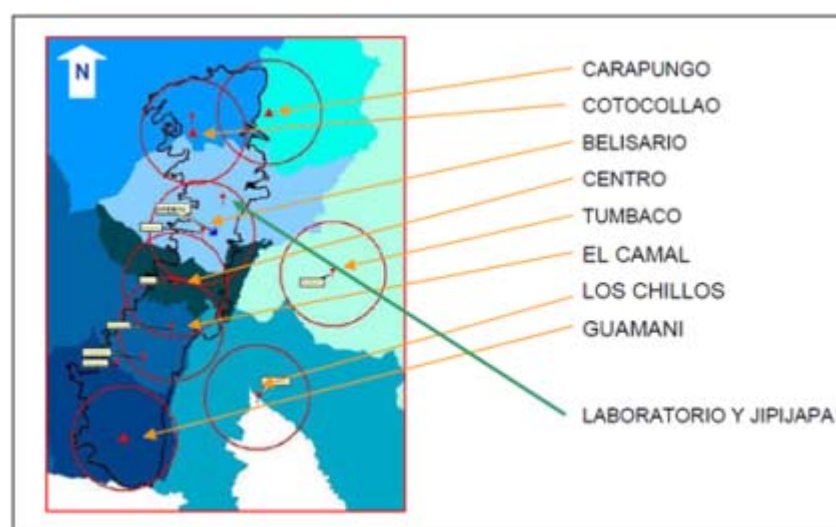 N
CARAPUNGO
COTOCOLLAO
BELISARIO
CENTRO
TUMBACO
EL CAMAL
LOS CHILLOS
GUAMANI
LABORATORIO Y JIPIJAPA